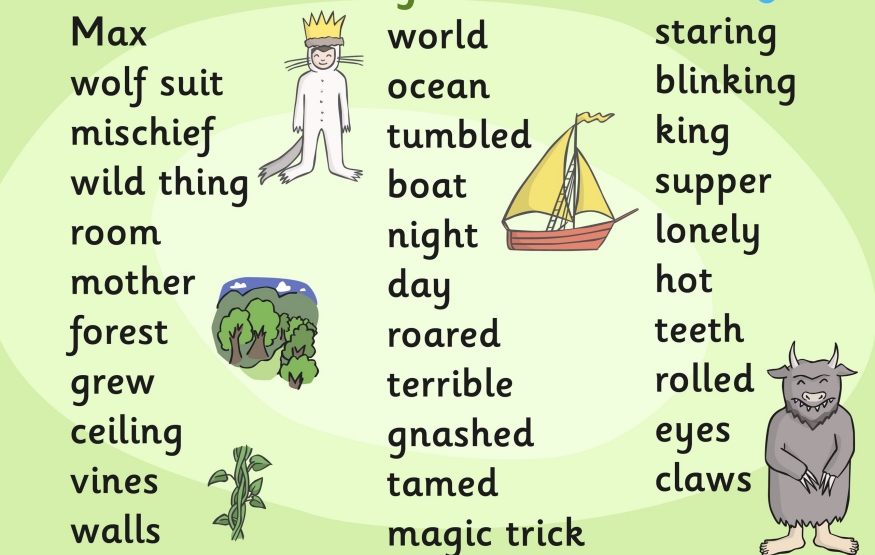 Max
wolf suit
mischief
wild thing
room
mother
forest
grew
ceiling
vines
walls
world
ocean
tumbled
boat
night
day
roared
terrible
gnashed
tamed
magic trick
staring
blinking
king
supper
lonely
hot
teeth
rolled
eyes
claws